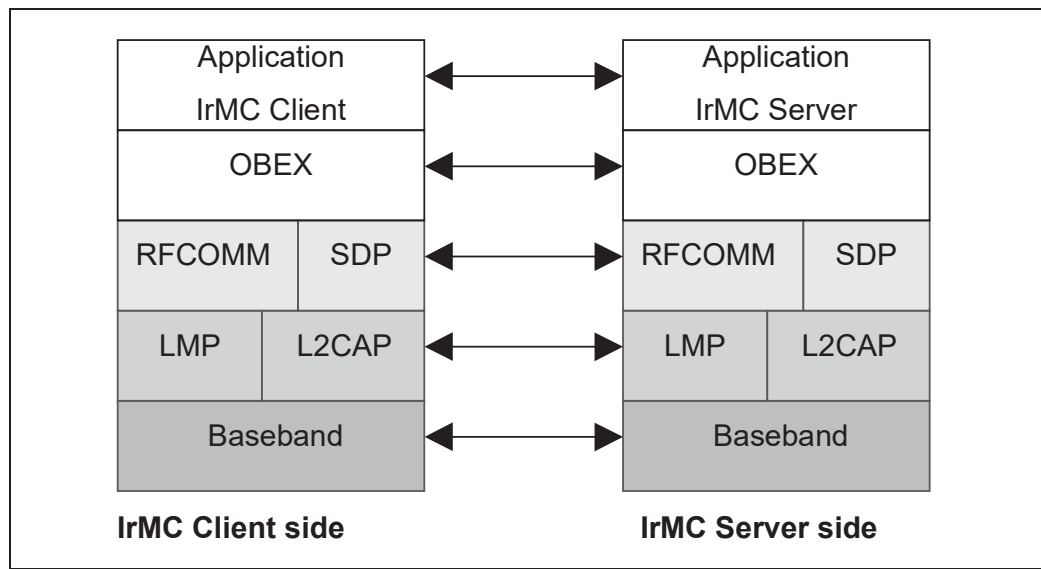 Application
IrMC Client
OBEX
RFCOMM SDP
LMP L2CAP
Baseband
IrMC Client side
Application
IrMC Server
OBEX
RFCOMM SDP
LMP L2CAP
Baseband
IrMC Server side